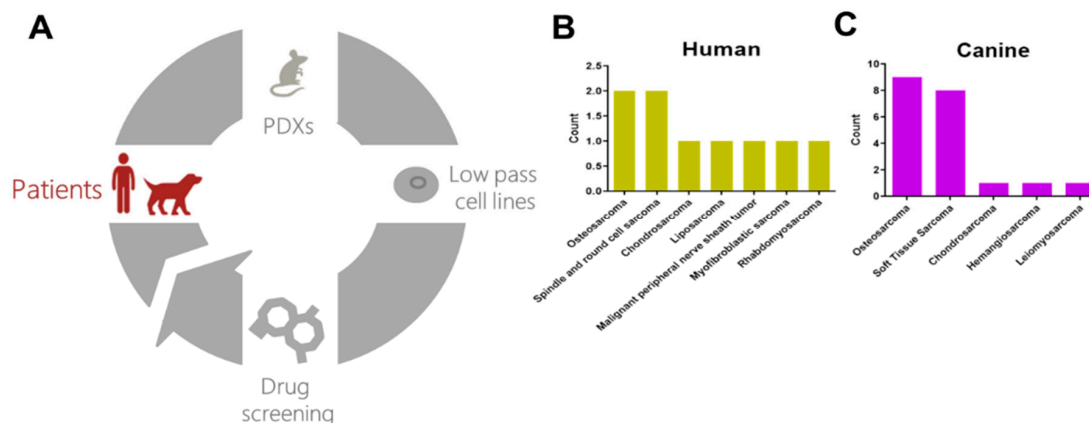 A
PDXs
Patients
Low pass
cell lines
Drug
screening
B
Human
Count
2.5
2.0
1.5
1.0
0.5
0.0
Osteosarcoma
Spindle and round cell sarcoma
Chondrosarcoma
Liposarcoma
Malignant peripheral nerve sheath tumor
Myofibroblastic sarcoma
Rhabdomyosarcoma
C
Canine
Count
10
8
6
4
2
0
Osteosarcoma
Soft Tissue Sarcoma
Chondrosarcoma
Hemangiosarcoma
Leiomyosarcoma